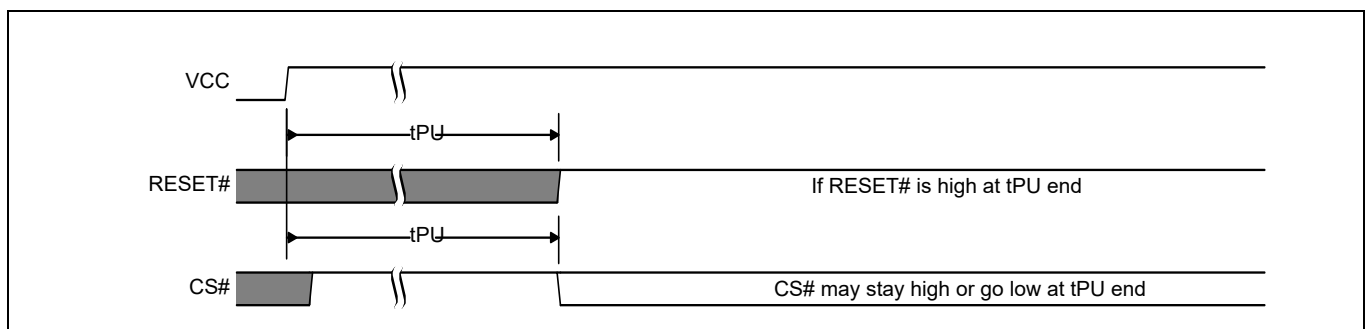 VCC
tPU
RESET#
If RESET# is high at tPU end
tPU
CS#
CS# may stay high or go low at tPU end